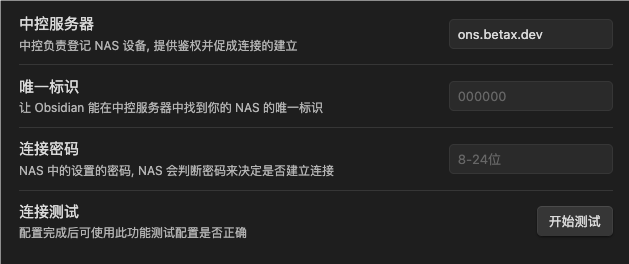 中控服务器
中控负责登记 NAS 设备, 提供鉴权并促成连接的建立
ons.betax.dev
唯一标识
让 Obsidian 能在中控服务器中找到你的 NAS 的唯一标识
000000
连接密码
NAS 中的设置的密码, NAS 会判断密码来决定是否建立连接
8-24位
连接测试
配置完成后可使用此功能测试配置是否正确
开始测试